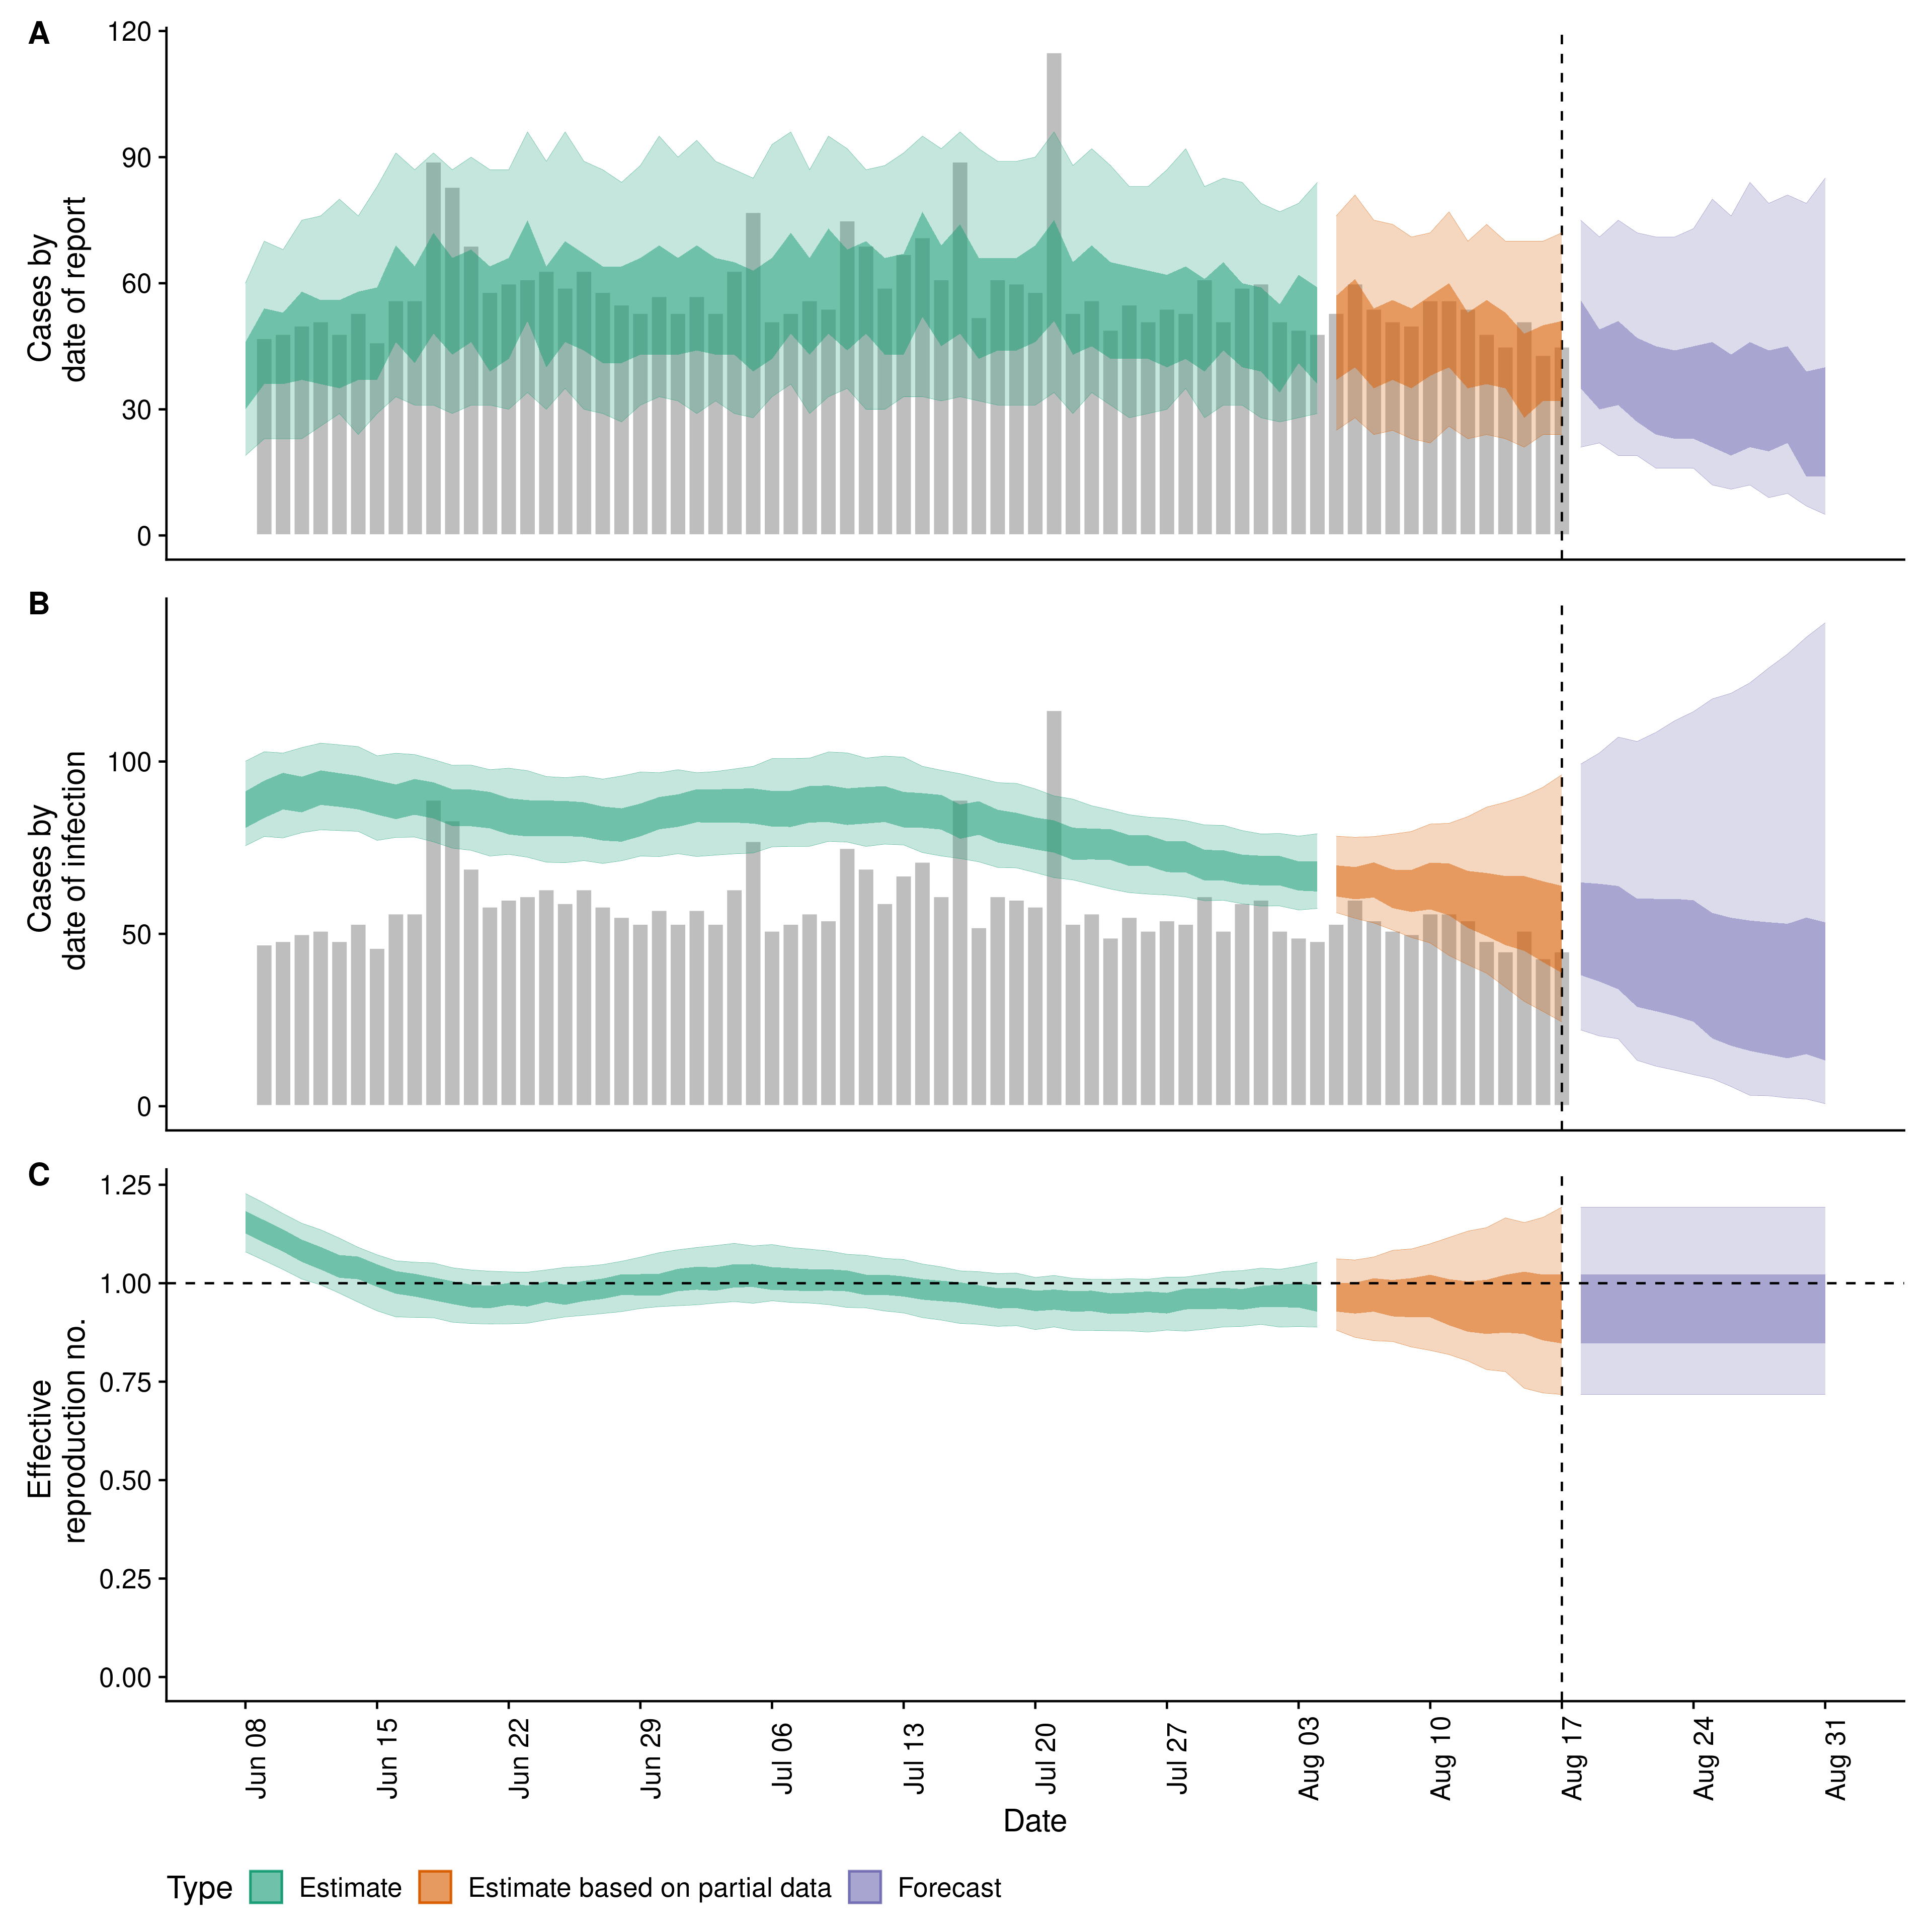 A
120
90
60
30
0
Cases by
date of report
B
100
50
0
Cases by
date of infection
C
1.25
1.00
0.75
0.50
0.25
0.00
Effective
reproduction no.
Jun 08
Jun 15
Jun 22
Jun 29
Jul 06
Jul 13
Jul 20
Jul 27
Aug 03
Aug 10
Aug 17
Aug 24
Aug 31
Date
Type Estimate Estimate based on partial data Forecast